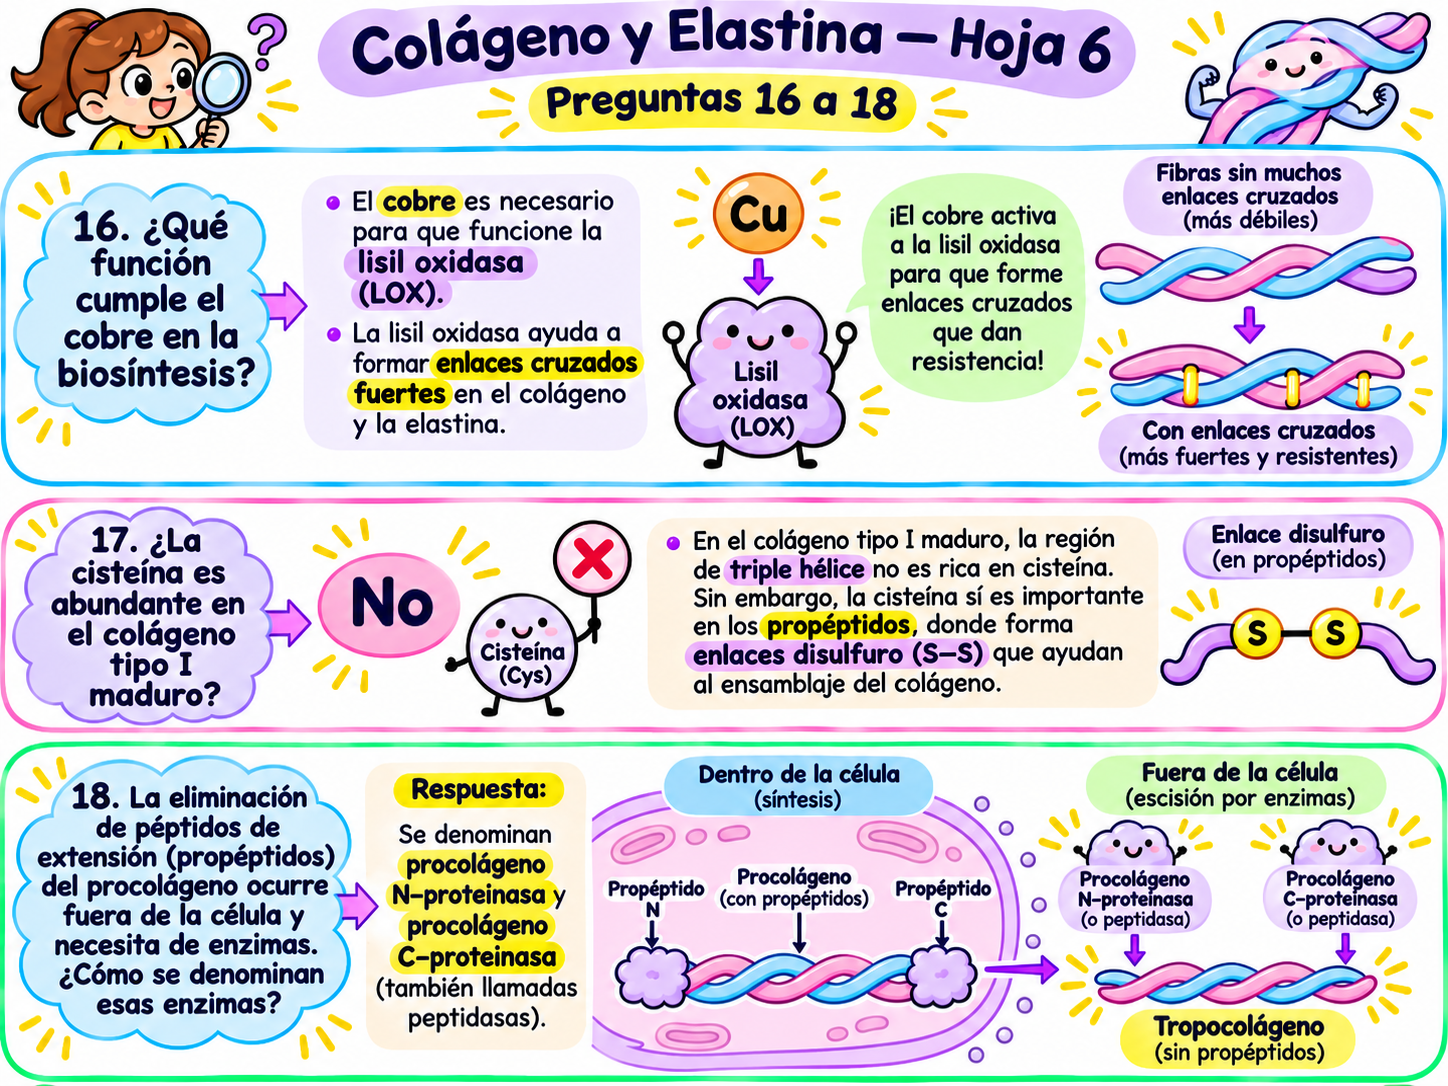 ?
Colágeno y Elastina – Hoja 6
Preguntas 16 a 18
16. ¿Qué
función
cumple el
cobre en la
biosíntesis?
El cobre es necesario
para que funcione la
lisil oxidasa
(LOX).
La lisil oxidasa ayuda a
formar enlaces cruzados
fuertes en el colágeno
y la elastina.
Cu
Lisil
oxidasa
(LOX)
¡El cobre activa
a la lisil oxidasa
para que forme
enlaces cruzados
que dan
resistencia!
Fibras sin muchos
enlaces cruzados
(más débiles)
Con enlaces cruzados
(más fuertes y resistentes)
17. ¿La
cisteína es
abundante en
el colágeno
tipo I
maduro?
No
Cisteína
(Cys)
En el colágeno tipo I maduro, la región
de triple hélice no es rica en cisteína.
Sin embargo, la cisteína sí es importante
en los propéptidos, donde forma
enlaces disulfuro (S–S) que ayudan
al ensamblaje del colágeno.
Enlace disulfuro
(en propéptidos)
S S
18. La eliminación
de péptidos de
extensión (propéptidos)
del procolágeno ocurre
fuera de la célula y
necesita de enzimas.
¿Cómo se denominan
esas enzimas?
Respuesta:
Se denominan
procolágeno
N–proteinasa y
procolágeno
C–proteinasa
(también llamadas
peptidasas).
Dentro de la célula
(síntesis)
Propéptido
N
Procolágeno
(con propéptidos)
Propéptido
C
Fuera de la célula
(escisión por enzimas)
Procolágeno
N–proteinasa
(o peptidasa)
Procolágeno
C–proteinasa
(o peptidasa)
Tropocolágeno
(sin propéptidos)